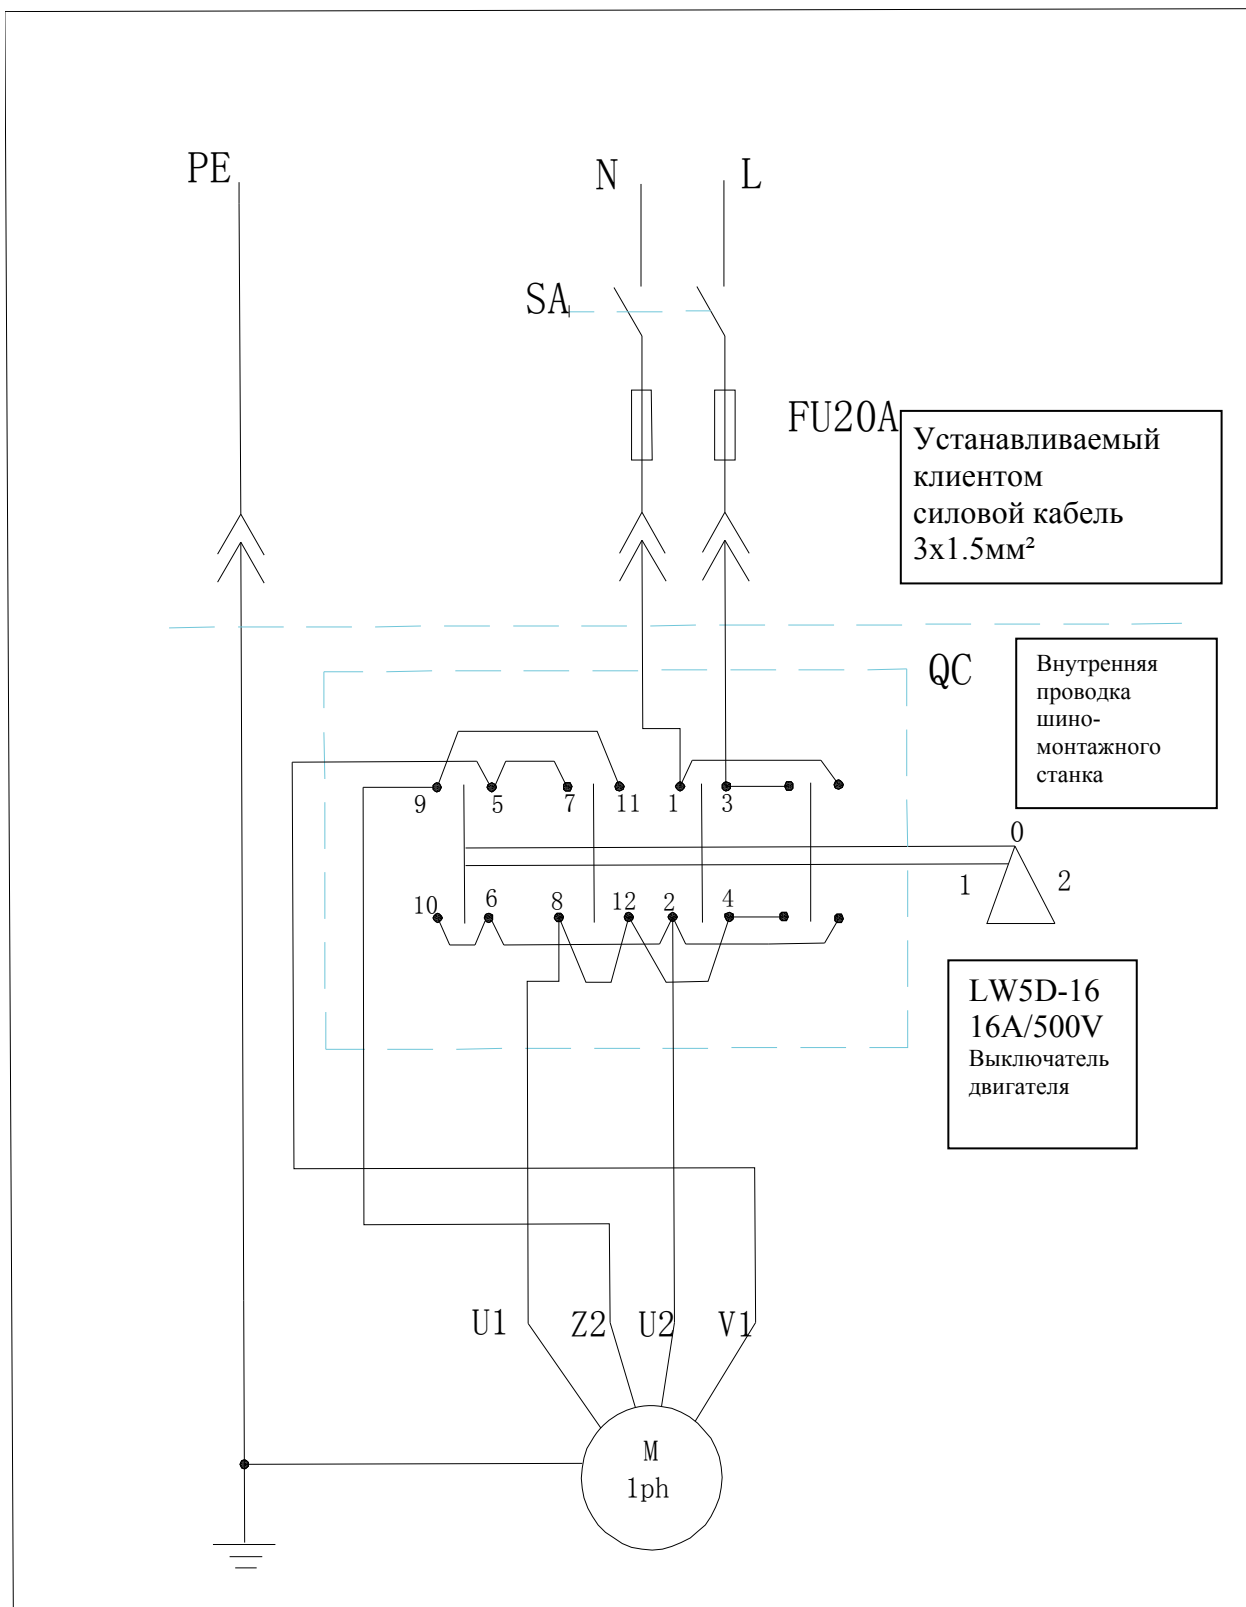 PE
N
L
SA
FU20A
Устанавливаемый
клиентом
силовой кабель
3x1.5мм²
QC
Внутренняя
проводка
шино-
монтажного
станка
9
5
7
11
1
3
0
1
2
10
6
8
12
2
4
LW5D-16
16A/500V
Выключатель
двигателя
U1
Z2
U2
V1
M
1ph